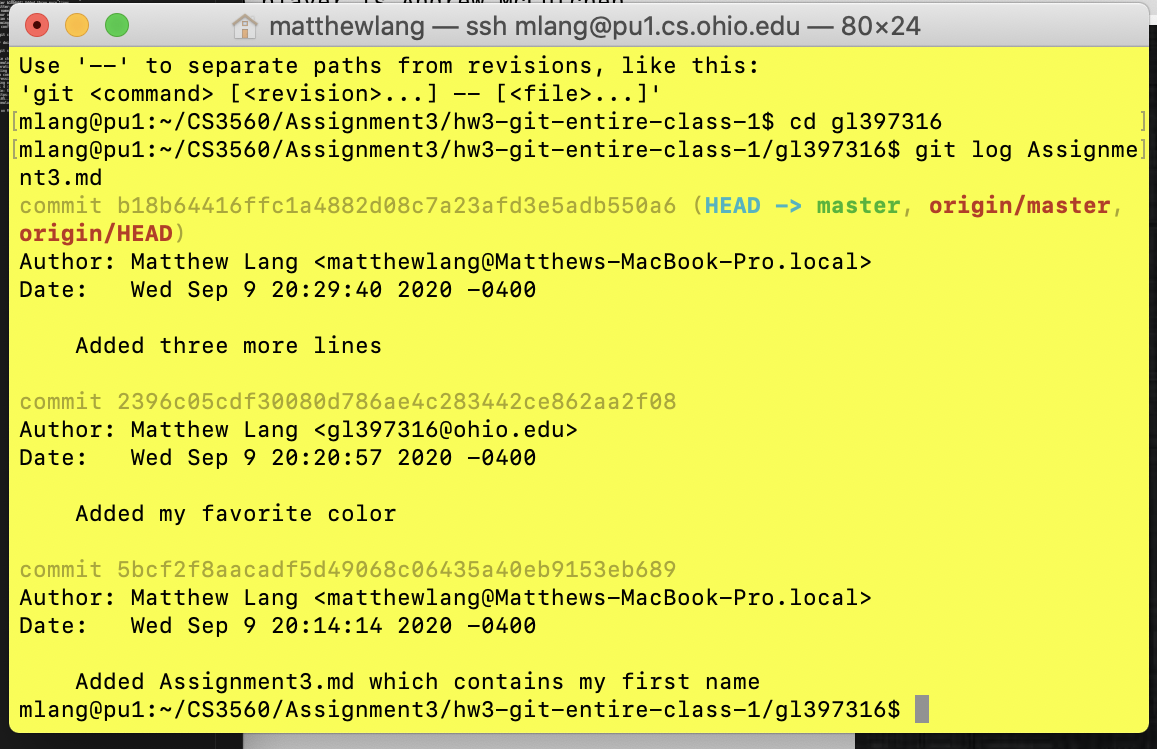 matthewlang — ssh mlang@pu1.cs.ohio.edu — 80×24
Use '--' to separate paths from revisions, like this:
'git <command> [<revision>...] -- [<file>...]'
[mlang@pu1:~/CS3560/Assignment3/hw3-git-entire-class-1$ cd gl397316 ]
[mlang@pu1:~/CS3560/Assignment3/hw3-git-entire-class-1/gl397316$ git log Assignme]
nt3.md
commit b18b64416ffc1a4882d08c7a23afd3e5adb550a6 (HEAD -> master, origin/master,
origin/HEAD)
Author: Matthew Lang <matthewlang@Matthews-MacBook-Pro.local>
Date:   Wed Sep 9 20:29:40 2020 -0400
    Added three more lines
commit 2396c05cdf30080d786ae4c283442ce862aa2f08
Author: Matthew Lang <gl397316@ohio.edu>
Date:   Wed Sep 9 20:20:57 2020 -0400
    Added my favorite color
commit 5bcf2f8aacadf5d49068c06435a40eb9153eb689
Author: Matthew Lang <matthewlang@Matthews-MacBook-Pro.local>
Date:   Wed Sep 9 20:14:14 2020 -0400
    Added Assignment3.md which contains my first name
mlang@pu1:~/CS3560/Assignment3/hw3-git-entire-class-1/gl397316$